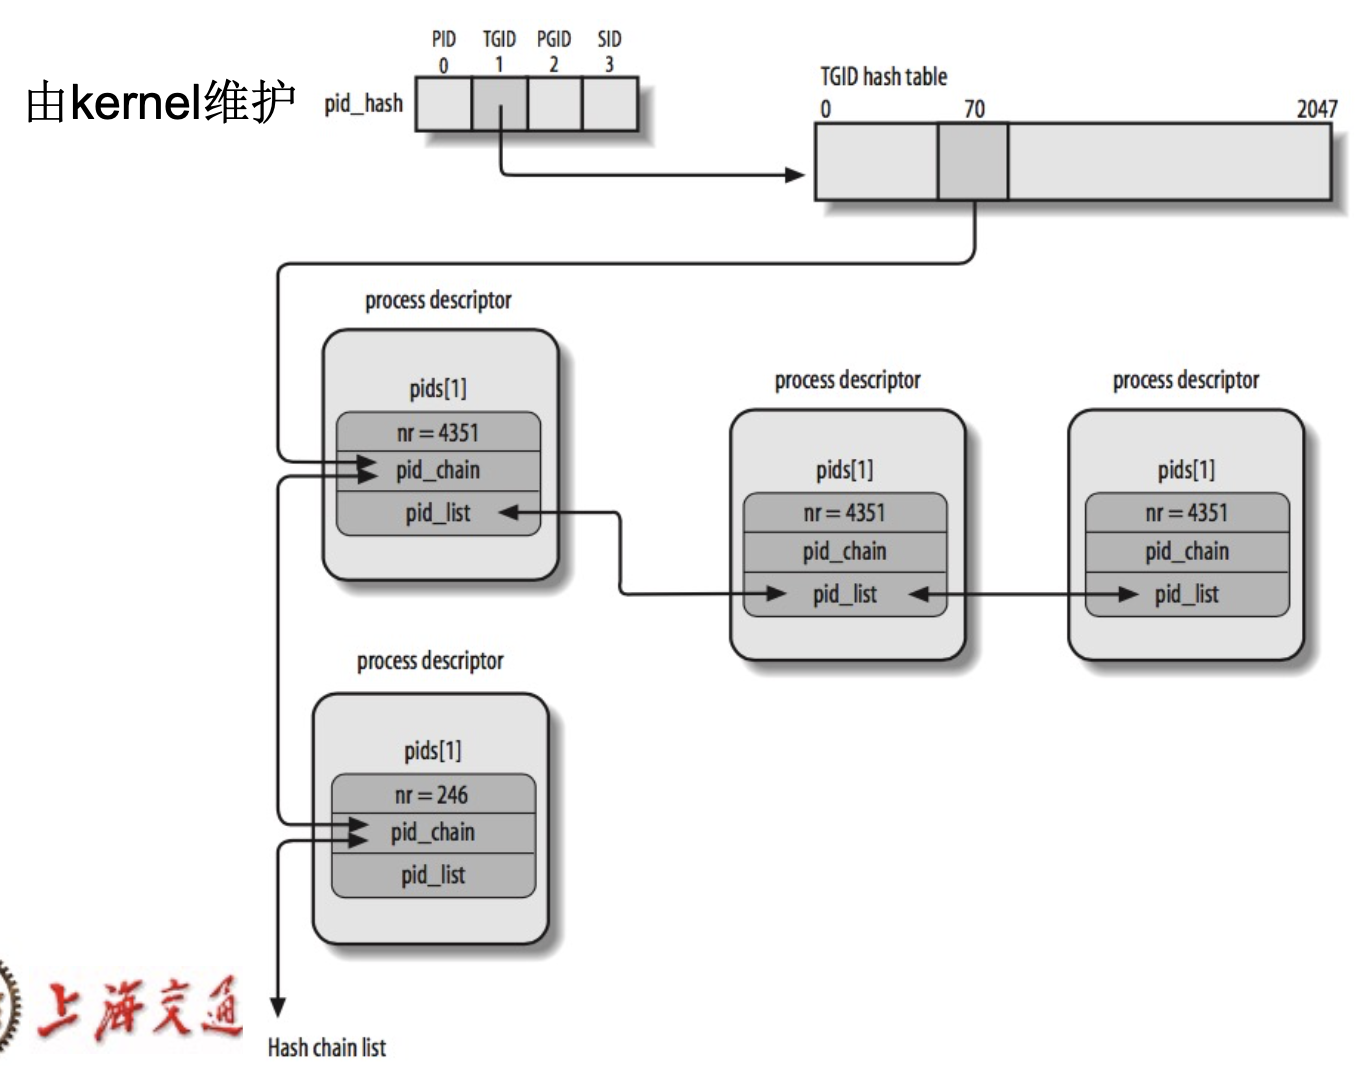 PID TGID PGID SID
0 1 2 3
由kernel维护
pid_hash
TGID hash table
0 70 2047
process descriptor
pids[1]
nr = 4351
pid_chain
pid_list
process descriptor
pids[1]
nr = 4351
pid_chain
pid_list
process descriptor
pids[1]
nr = 4351
pid_chain
pid_list
process descriptor
pids[1]
nr = 246
pid_chain
pid_list
上海交通
Hash chain list